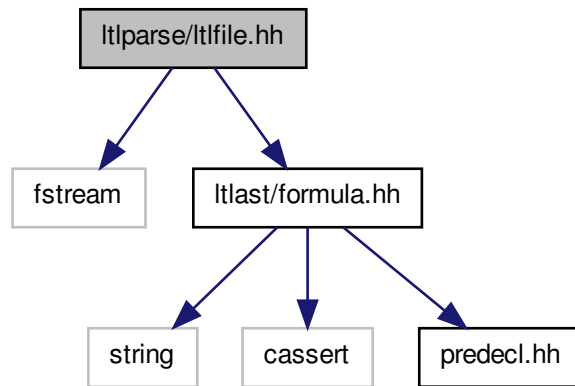 ltlparse/ltlfile.hh
fstream
ltlast/formula.hh
string
cassert
predecl.hh